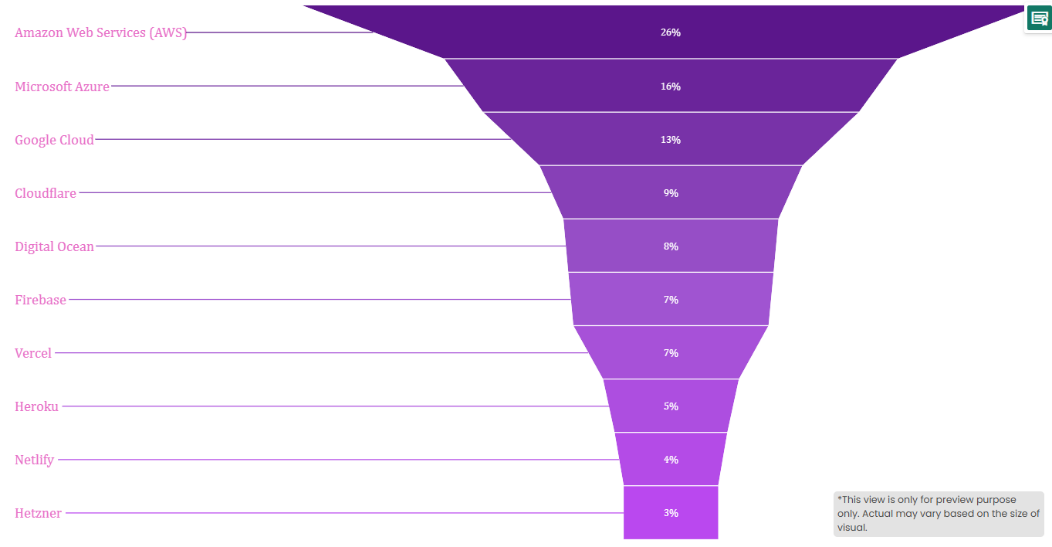 Amazon Web Services (AWS)
26%
Microsoft Azure
16%
Google Cloud
13%
Cloudflare
9%
Digital Ocean
8%
Firebase
7%
Vercel
7%
Heroku
5%
Netlify
4%
Hetzner
3%
*This view is only for preview purpose
only. Actual may vary based on the size of
visual.